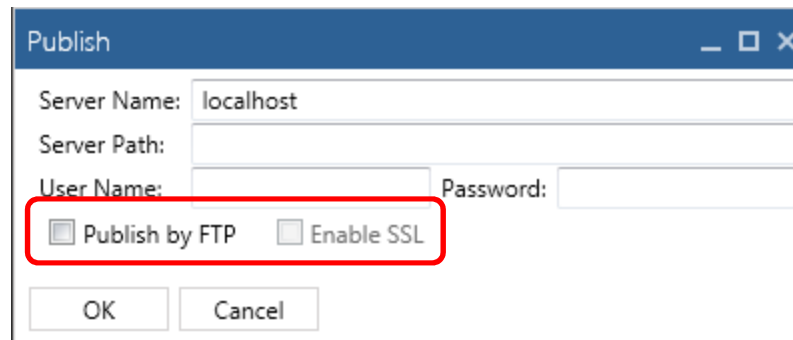 Publish
Server Name: localhost
Server Path:
User Name: Password:
Publish by FTP Enable SSL
OK Cancel